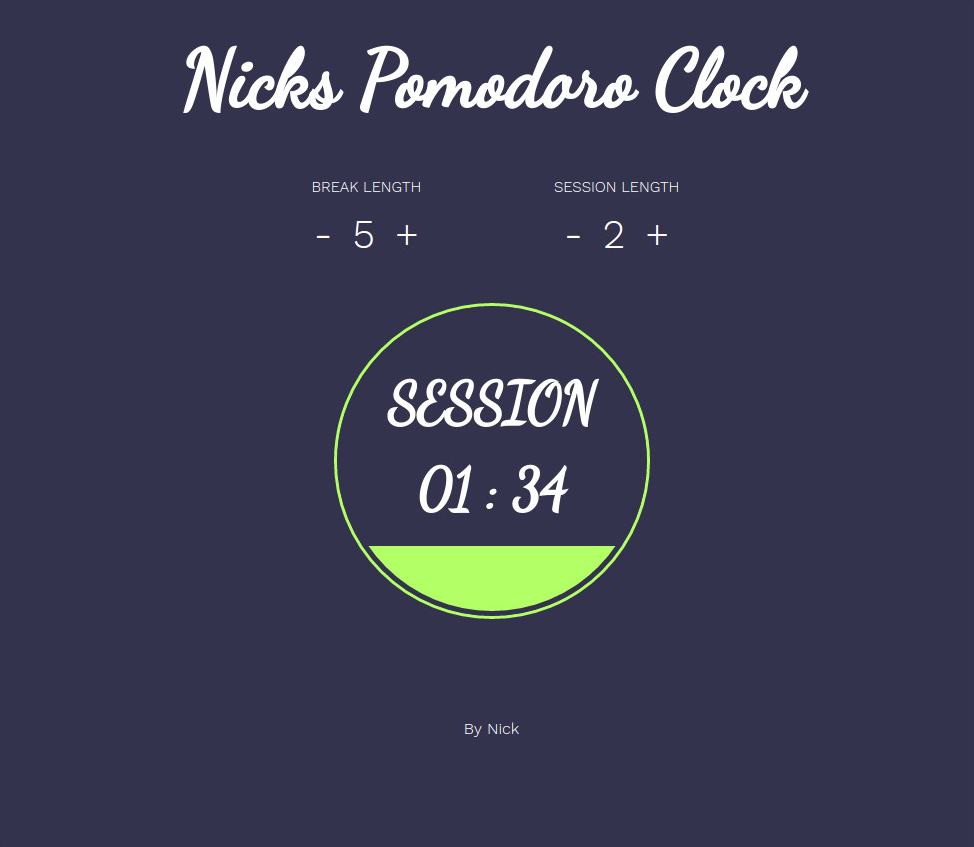 Nicks Pomodoro Clock
BREAK LENGTH
- 5 +
SESSION LENGTH
- 2 +
SESSION
01 : 34
By Nick